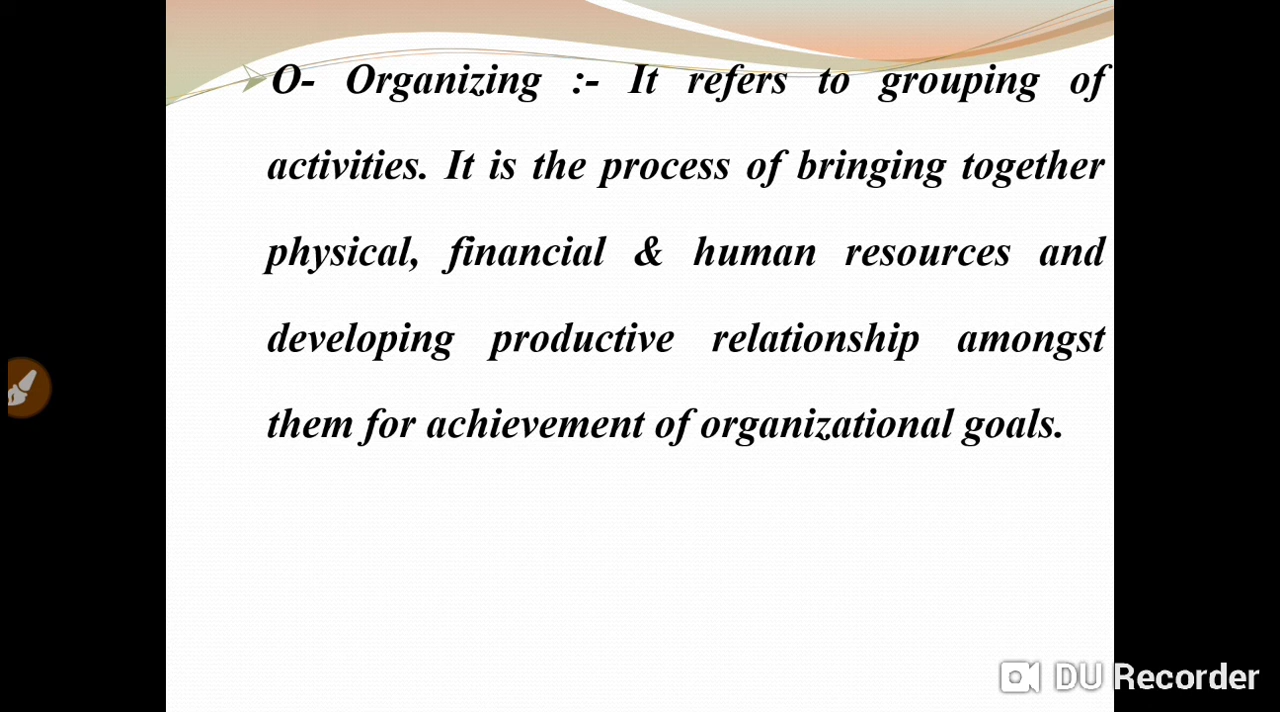 O- Organizing :- It refers to grouping of
activities. It is the process of bringing together
physical, financial & human resources and
developing productive relationship amongst
them for achievement of organizational goals.
DU Recorder